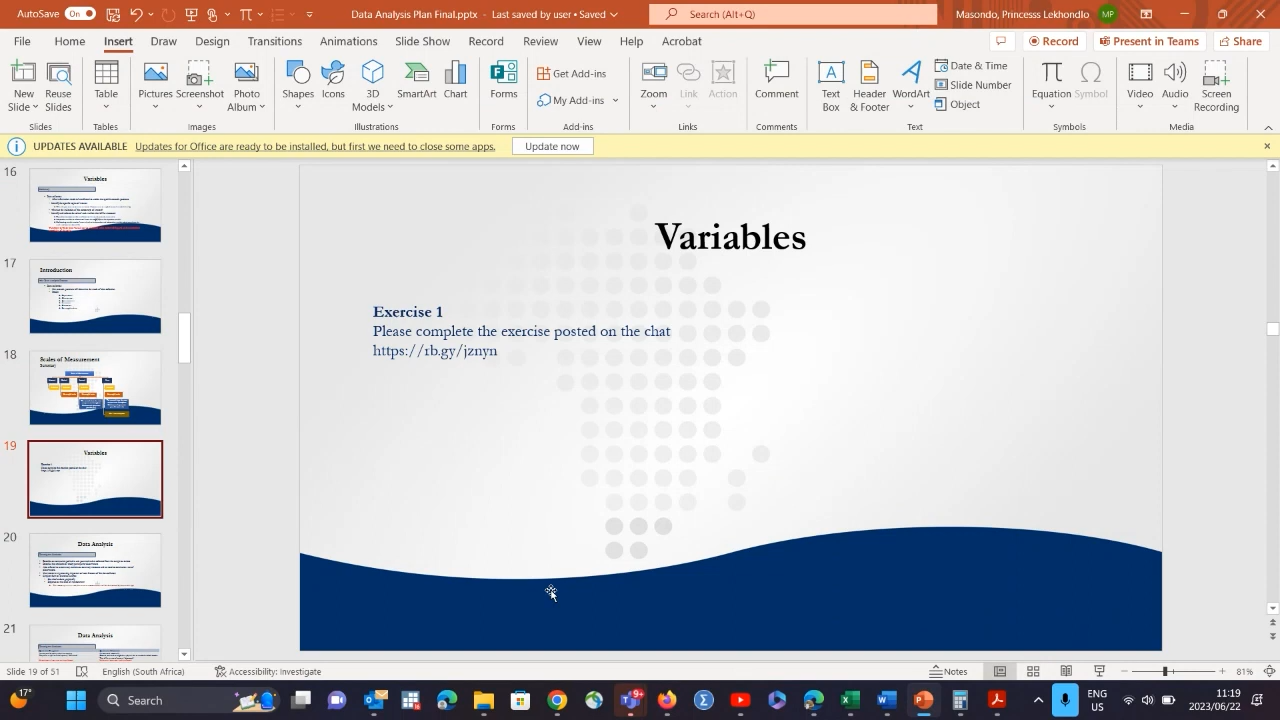 AutoSave On Data Analysis Plan Final.pptx - Last saved by user • Saved Search (Alt+Q) Masondo, Princess Lekhondlo MP
File Home Insert Draw Design Transitions Animations Slide Show Record Review View Help Acrobat Record Present in Teams Share
New Slide Reuse Slides Table Pictures Screenshot Photo Album Shapes Icons 3D Models SmartArt Chart Forms Get Add-ins My Add-ins Zoom Link Action Comment Text Box Header & Footer WordArt Date & Time Slide Number Object Equation Symbol Video Audio Screen Recording
Slides Tables Images Illustrations Forms Add-ins Links Comments Text Symbols Media
UPDATES AVAILABLE Updates for Office are ready to be installed, but first we need to close some apps. Update now
16
Variables
17
Introduction
18
Scales of Measurement
Summary
19
Variables
20
Data Analysis
21
Data Analysis
Variables
Exercise 1
Please complete the exercise posted on the chat
https://rb.gy/jznyn
Slide 19 of 51 English (South Africa) Accessibility: Investigate Notes 81%
17° Search 9+ ENG US 11:19 2023/06/22